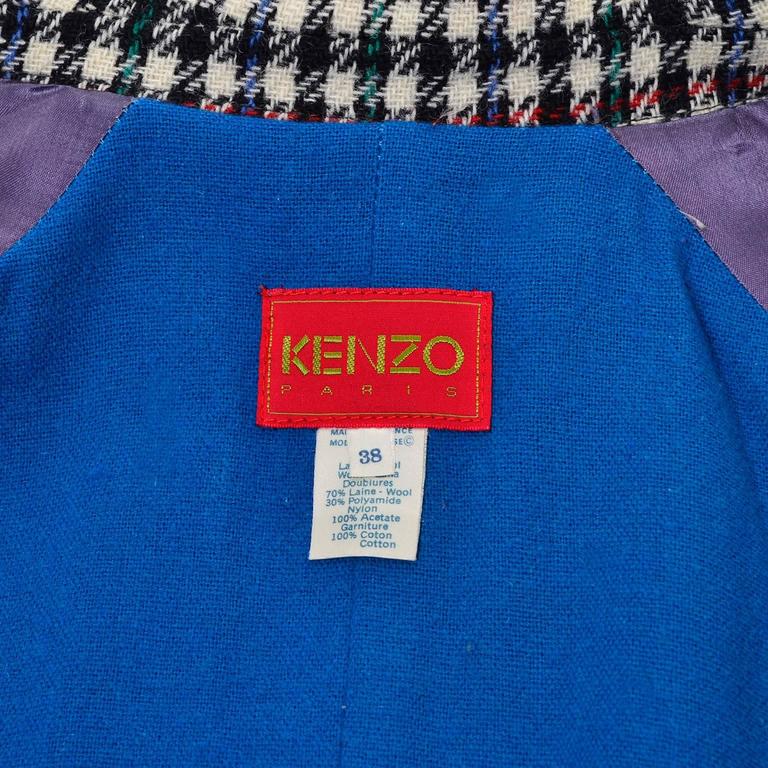 KENZO
PARIS
38
Doublures
70% Laine - Wool
30% Polyamide
Nylon
100% Acetate
Garniture
100% Coton
Cotton